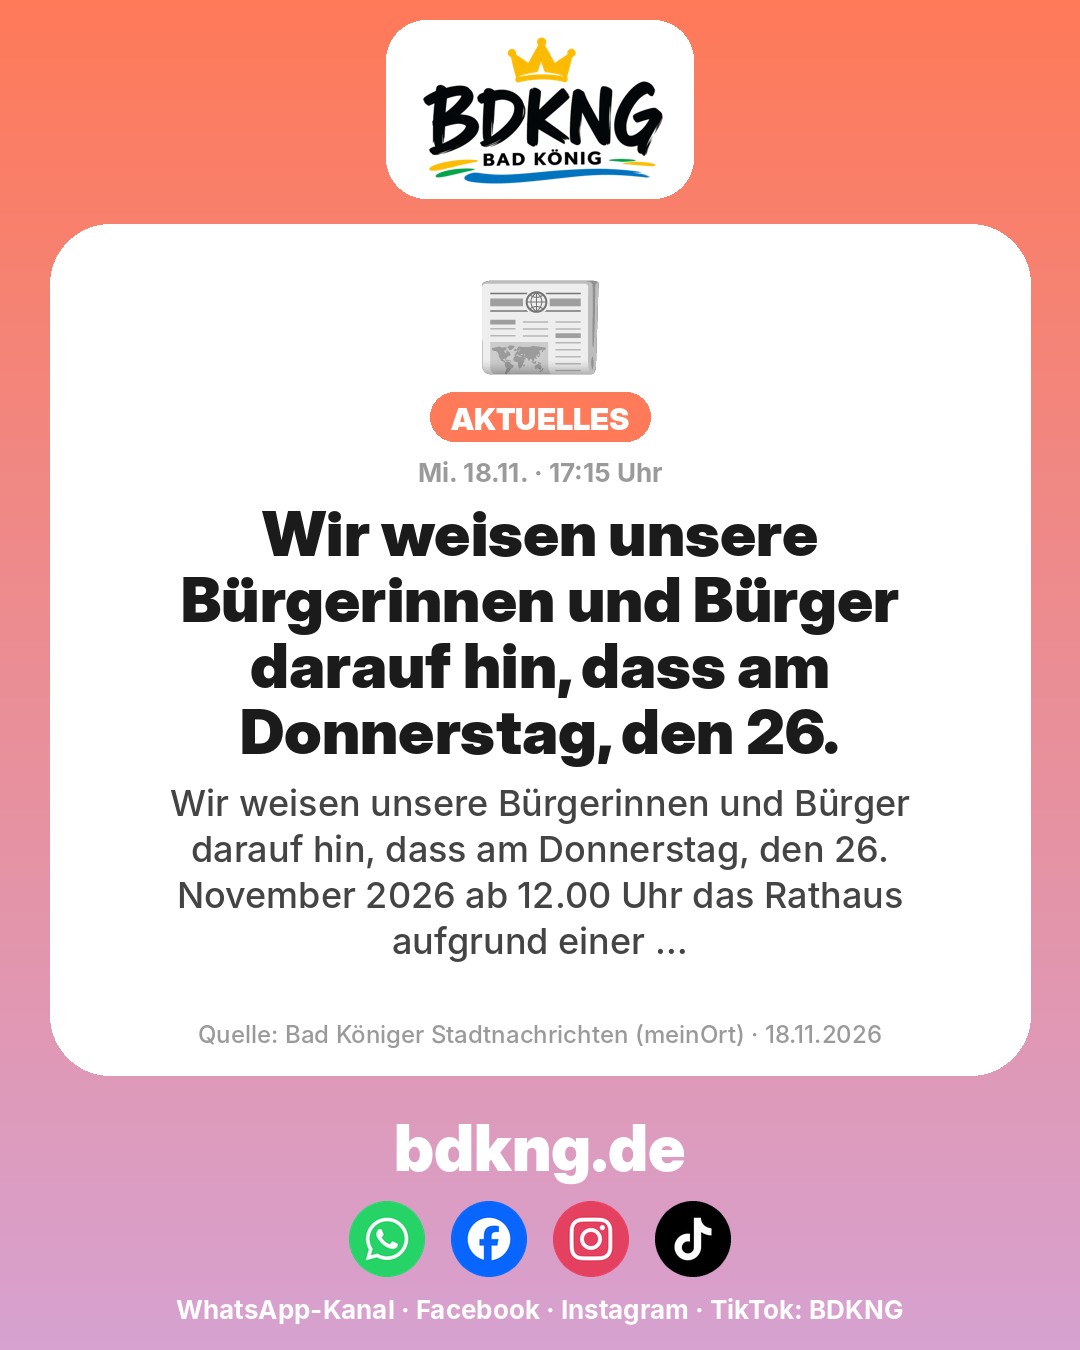 BDKNG
BAD KÖNIG
AKTUELLES
Mi. 18.11. · 17:15 Uhr
Wir weisen unsere
Bürgerinnen und Bürger
darauf hin, dass am
Donnerstag, den 26.
Wir weisen unsere Bürgerinnen und Bürger
darauf hin, dass am Donnerstag, den 26.
November 2026 ab 12.00 Uhr das Rathaus
aufgrund einer ...
Quelle: Bad Königer Stadtnachrichten (meinOrt) · 18.11.2026
bdkng.de
WhatsApp-Kanal · Facebook · Instagram · TikTok: BDKNG